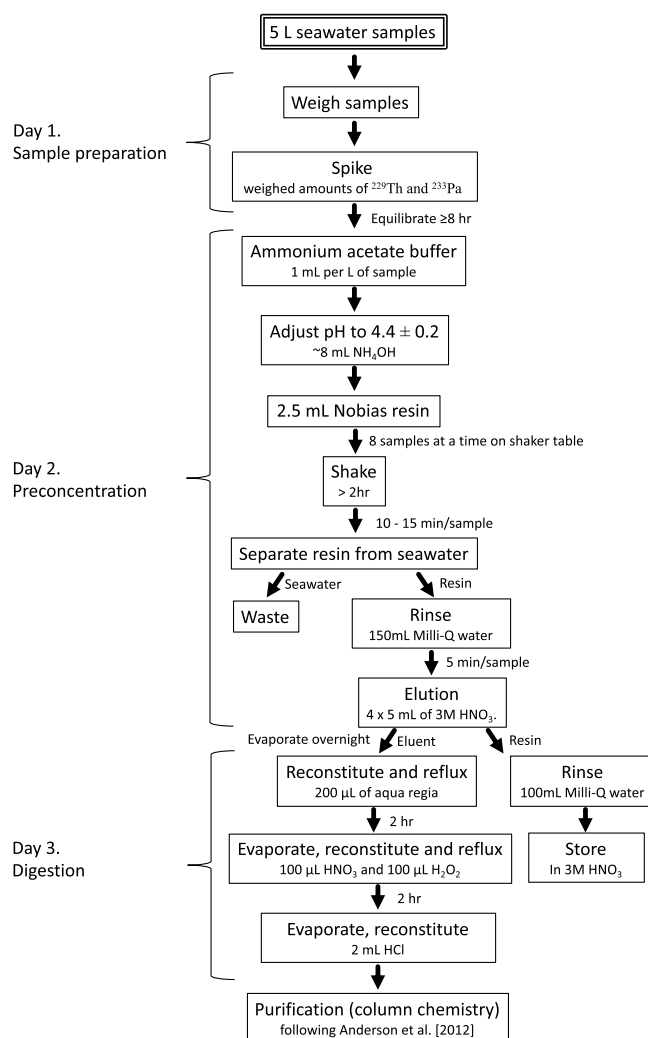 5 L seawater samples
Weigh samples
Day 1.
Sample preparation
Spike
weighed amounts of ²²⁹Th and ²³³Pa
Equilibrate ≥8 hr
Ammonium acetate buffer
1 mL per L of sample
Adjust pH to 4.4 ± 0.2
~8 mL NH₄OH
2.5 mL Nobias resin
8 samples at a time on shaker table
Day 2.
Preconcentration
Shake
> 2hr
10 - 15 min/sample
Separate resin from seawater
Seawater
Resin
Waste
Rinse
150mL Milli-Q water
5 min/sample
Elution
4 x 5 mL of 3M HNO₃.
Evaporate overnight
Eluent
Resin
Reconstitute and reflux
200 µL of aqua regia
Rinse
100mL Milli-Q water
2 hr
Day 3.
Digestion
Evaporate, reconstitute and reflux
100 µL HNO₃ and 100 µL H₂O₂
Store
In 3M HNO₃
2 hr
Evaporate, reconstitute
2 mL HCl
Purification (column chemistry)
following Anderson et al. [2012]